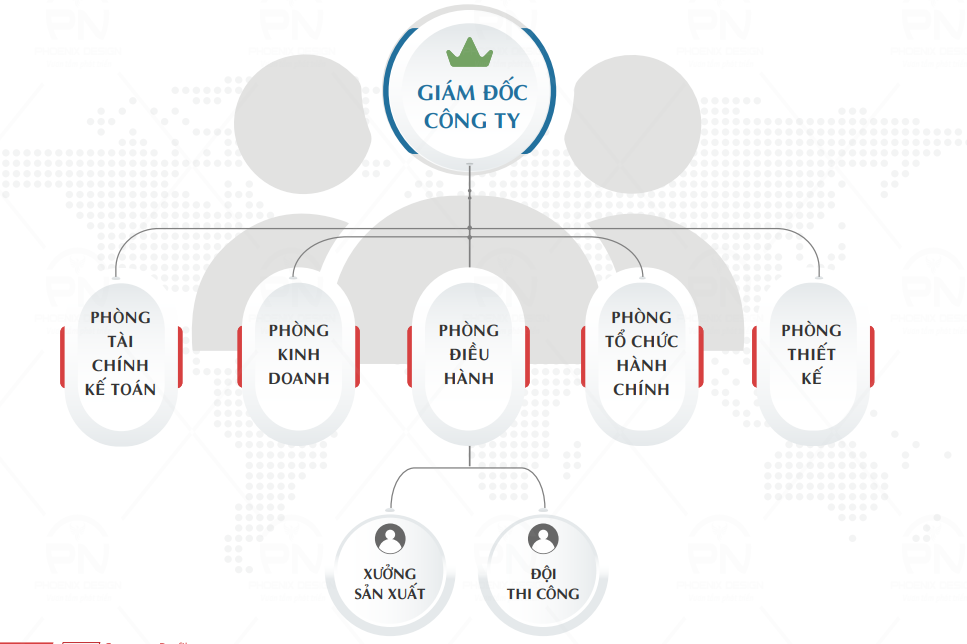 GIÁM ĐỐC
CÔNG TY
PHÒNG
TÀI
CHÍNH
KẾ TOÁN
PHÒNG
KINH
DOANH
PHÒNG
ĐIỀU
HÀNH
PHÒNG
TỔ CHỨC
HÀNH
CHÍNH
PHÒNG
THIẾT
KẾ
XƯỞNG
SẢN XUẤT
ĐỘI
THI CÔNG